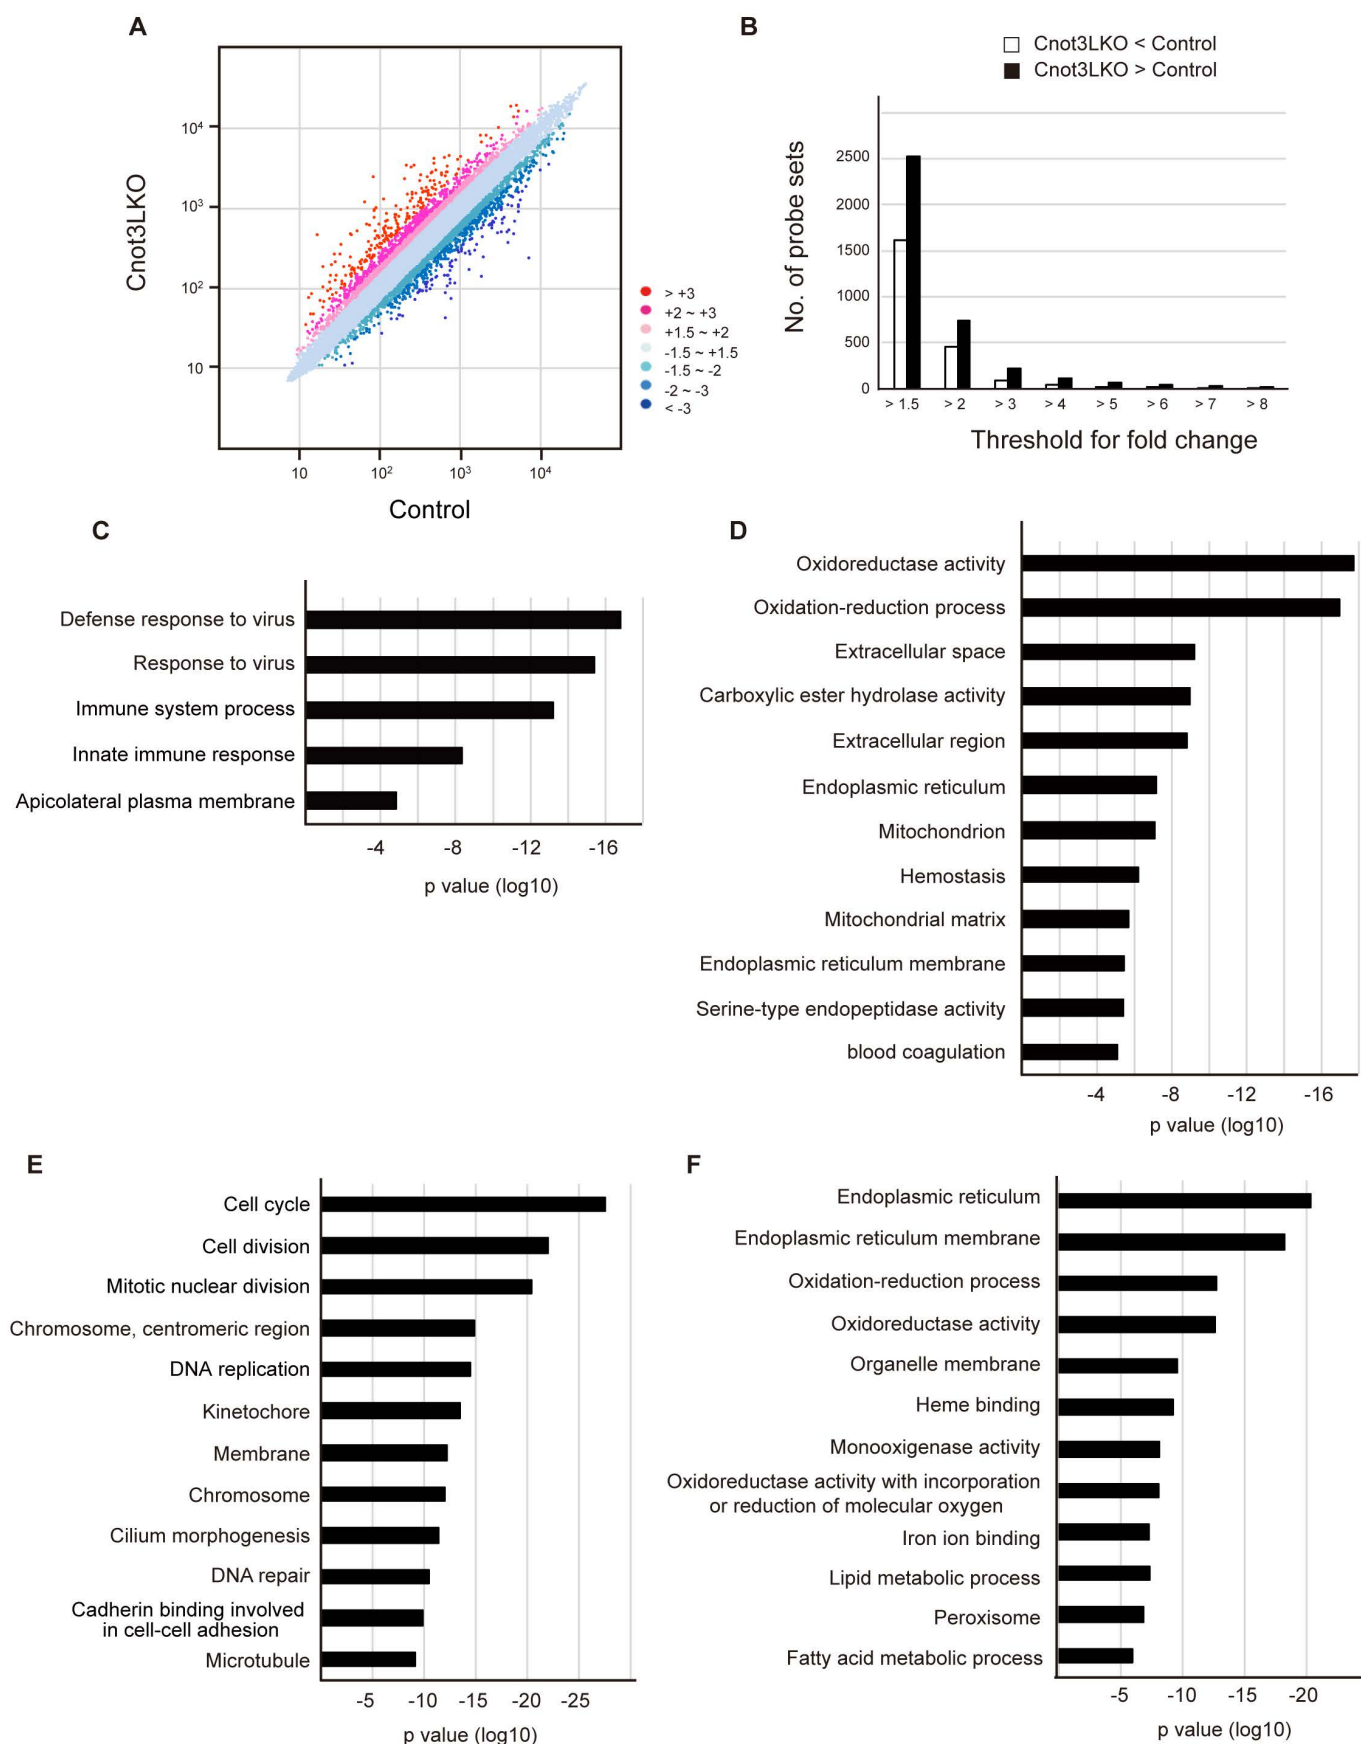 A
Cnot3LKO
10⁴
10³
10²
10
10
10²
10³
10⁴
Control
> +3
+2 ~ +3
+1.5 ~ +2
-1.5 ~ +1.5
-1.5 ~ -2
-2 ~ -3
< -3
B
Cnot3LKO < Control
Cnot3LKO > Control
No. of probe sets
2500
2000
1500
1000
500
0
> 1.5
> 2
> 3
> 4
> 5
> 6
> 7
> 8
Threshold for fold change
C
Defense response to virus
Response to virus
Immune system process
Innate immune response
Apicolateral plasma membrane
-4
-8
-12
-16
p value (log10)
D
Oxidoreductase activity
Oxidation-reduction process
Extracellular space
Carboxylic ester hydrolase activity
Extracellular region
Endoplasmic reticulum
Mitochondrion
Hemostasis
Mitochondrial matrix
Endoplasmic reticulum membrane
Serine-type endopeptidase activity
blood coagulation
-4
-8
-12
-16
p value (log10)
E
Cell cycle
Cell division
Mitotic nuclear division
Chromosome, centromeric region
DNA replication
Kinetochore
Membrane
Chromosome
Cilium morphogenesis
DNA repair
Cadherin binding involved
in cell-cell adhesion
Microtubule
-5
-10
-15
-20
-25
p value (log10)
F
Endoplasmic reticulum
Endoplasmic reticulum membrane
Oxidation-reduction process
Oxidoreductase activity
Organelle membrane
Heme binding
Monooxigenase activity
Oxidoreductase activity with incorporation
or reduction of molecular oxygen
Iron ion binding
Lipid metabolic process
Peroxisome
Fatty acid metabolic process
-5
-10
-15
-20
p value (log10)